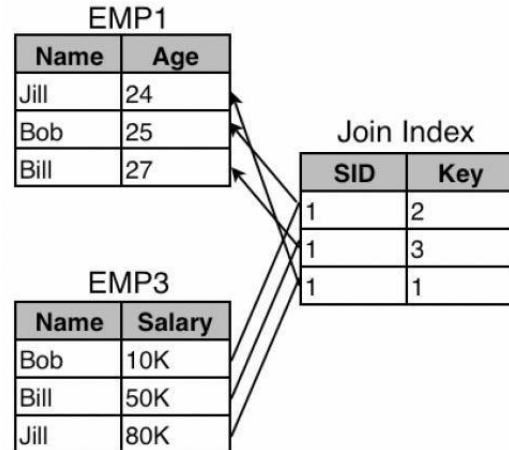 EMP1
Name Age
Jill 24
Bob 25
Bill 27
Join Index
SID Key
1 2
1 3
1 1
EMP3
Name Salary
Bob 10K
Bill 50K
Jill 80K